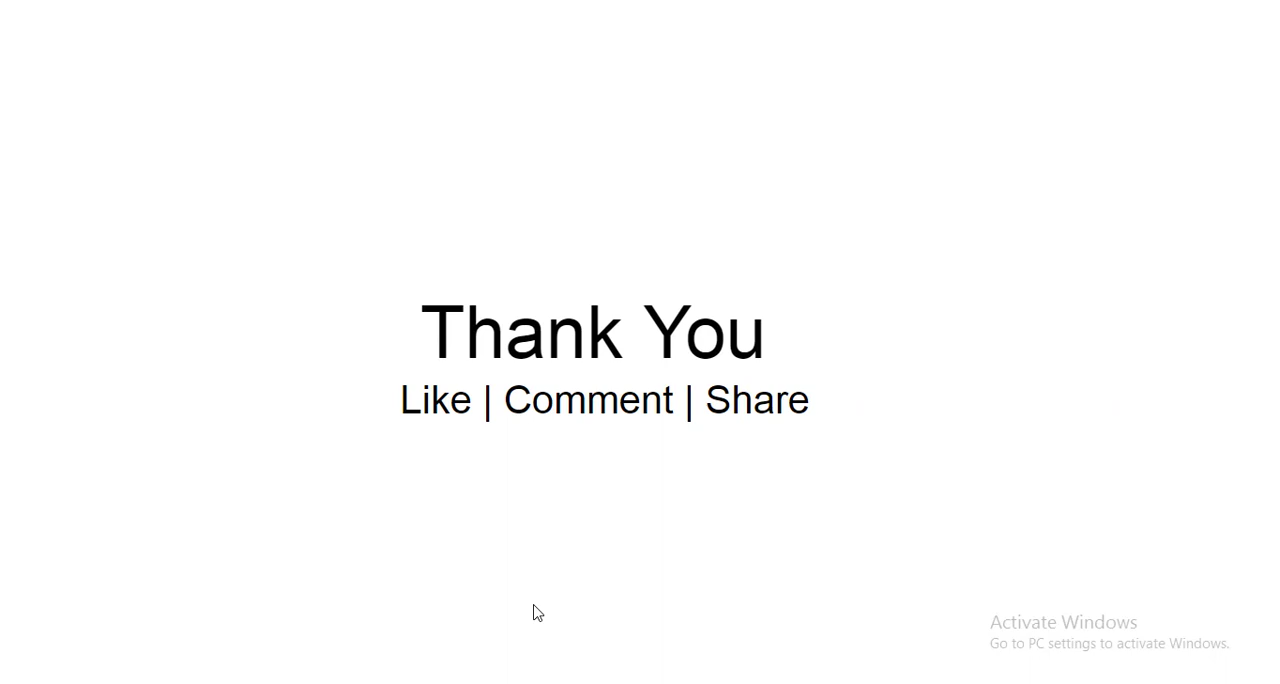 Thank You
Like | Comment | Share
Activate Windows
Go to PC settings to activate Windows.